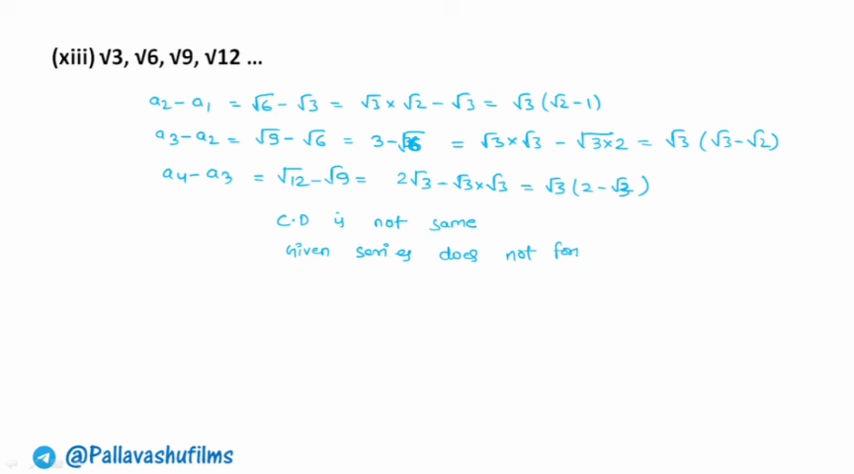 (xiii) √3, √6, √9, √12 ...
a2 - a1 = √6 - √3 = √3 × √2 - √3 = √3 (√2 - 1)
a3 - a2 = √9 - √6 = 3 - √6 = √3 × √3 - √3×2 = √3 (√3 - √2)
a4 - a3 = √12 - √9 = 2√3 - √3×√3 = √3 (2 - √3)
C.D is not same
Given series does not for
@Pallavashufilms